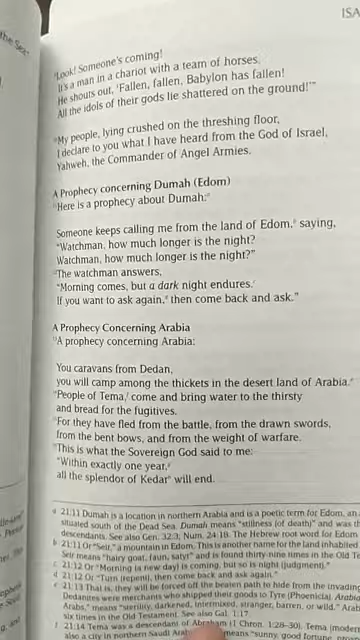 ISA
the Sea"
"Look! Someone's coming!
It's a man in a chariot with a team of horses.
He shouts out, 'Fallen, fallen, Babylon has fallen!
All the idols of their gods lie shattered on the ground!'"
"My people, lying crushed on the threshing floor,
I declare to you what I have heard from the God of Israel,
Yahweh, the Commander of Angel Armies.
A Prophecy concerning Dumah (Edom)
Here is a prophecy about Dumah:
Someone keeps calling me from the land of Edom, saying,
"Watchman, how much longer is the night?
Watchman, how much longer is the night?"
The watchman answers,
"Morning comes, but a dark night endures.
If you want to ask again, then come back and ask."
A Prophecy Concerning Arabia
A prophecy concerning Arabia:
You caravans from Dedan,
you will camp among the thickets in the desert land of Arabia.
People of Tema, come and bring water to the thirsty
and bread for the fugitives.
For they have fled from the battle, from the drawn swords,
from the bent bows, and from the weight of warfare.
This is what the Sovereign God said to me:
"Within exactly one year,
all the splendor of Kedar will end.
a 21:11 Dumah is a location in northern Arabia and is a poetic term for Edom, an
situated south of the Dead Sea. Dumah means "stillness (of death)" and was th
descendants. See also Gen. 32:3; Num. 24:18. The Hebrew root word for Edom
b 21:11 Or "Seir," a mountain in Edom. This is another name for the land inhabited
Seir means "hairy goat, faun, satyr" and is found thirty-nine times in the Old Te
c 21:12 Or "Morning (a new day) is coming, but so is night (judgment)."
d 21:12 Or "Turn (repent), then come back and ask again."
e 21:13 That is, they will be forced off the beaten path to hide from the invading
Dedanites were merchants who shipped their goods to Tyre (Phoenicia).
Arabs," means "sterility, darkened, intermixed, stranger, barren, or wild."
six times in the Old Testament. See also Gal. 1:17.
f 21:14 Tema was a descendant of Abraham (1 Chron. 1:28–30). Tema (modern
also a city in northern Saudi means "sunny, good fortune,